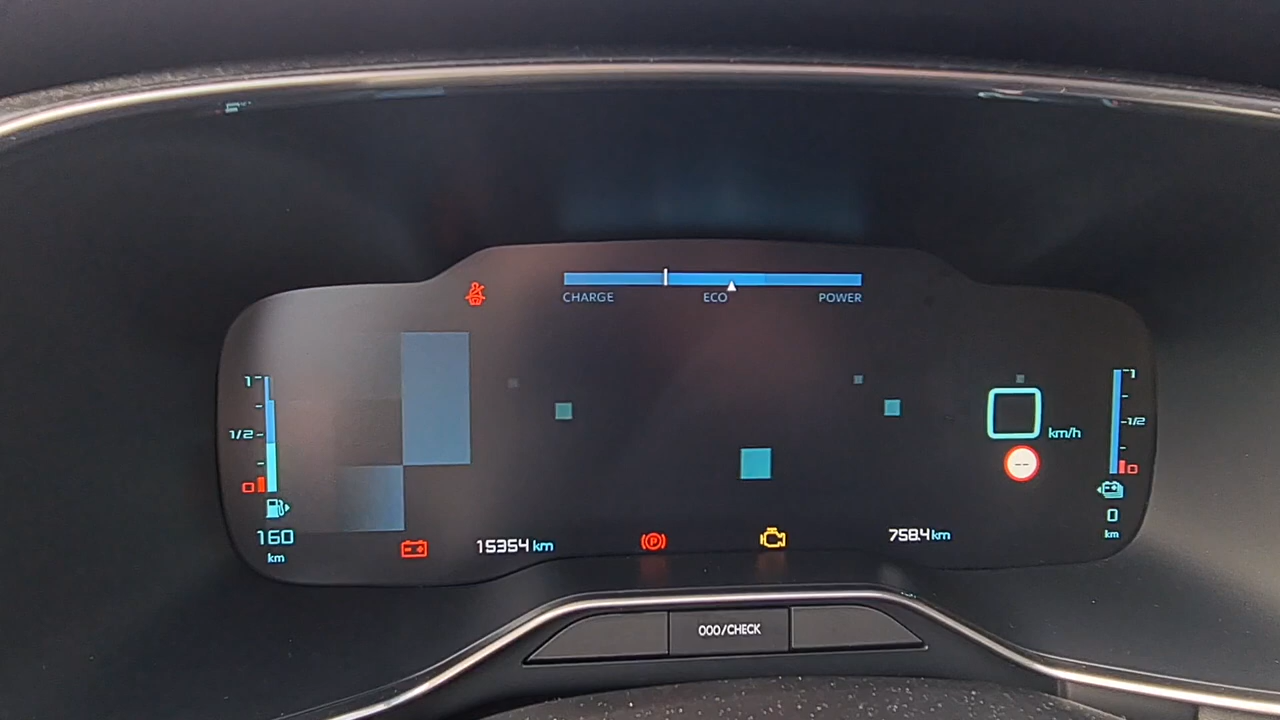 CHARGE ECO POWER
1
1/2
0
160
km
15354 km
P
758.4 km
0
km/h
--
1
1/2
0
0
km
000/CHECK